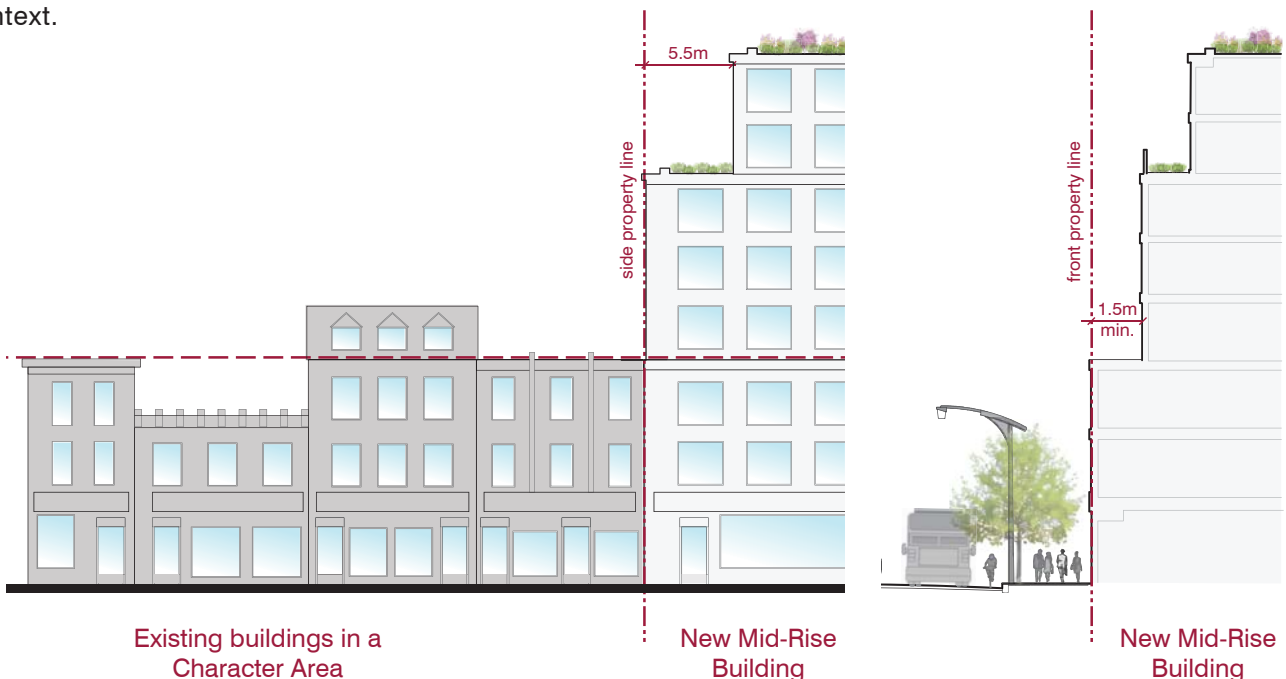 ntext.
5.5m
side property line
Existing buildings in a
Character Area
New Mid-Rise
Building
front property line
1.5m
min.
New Mid-Rise
Building